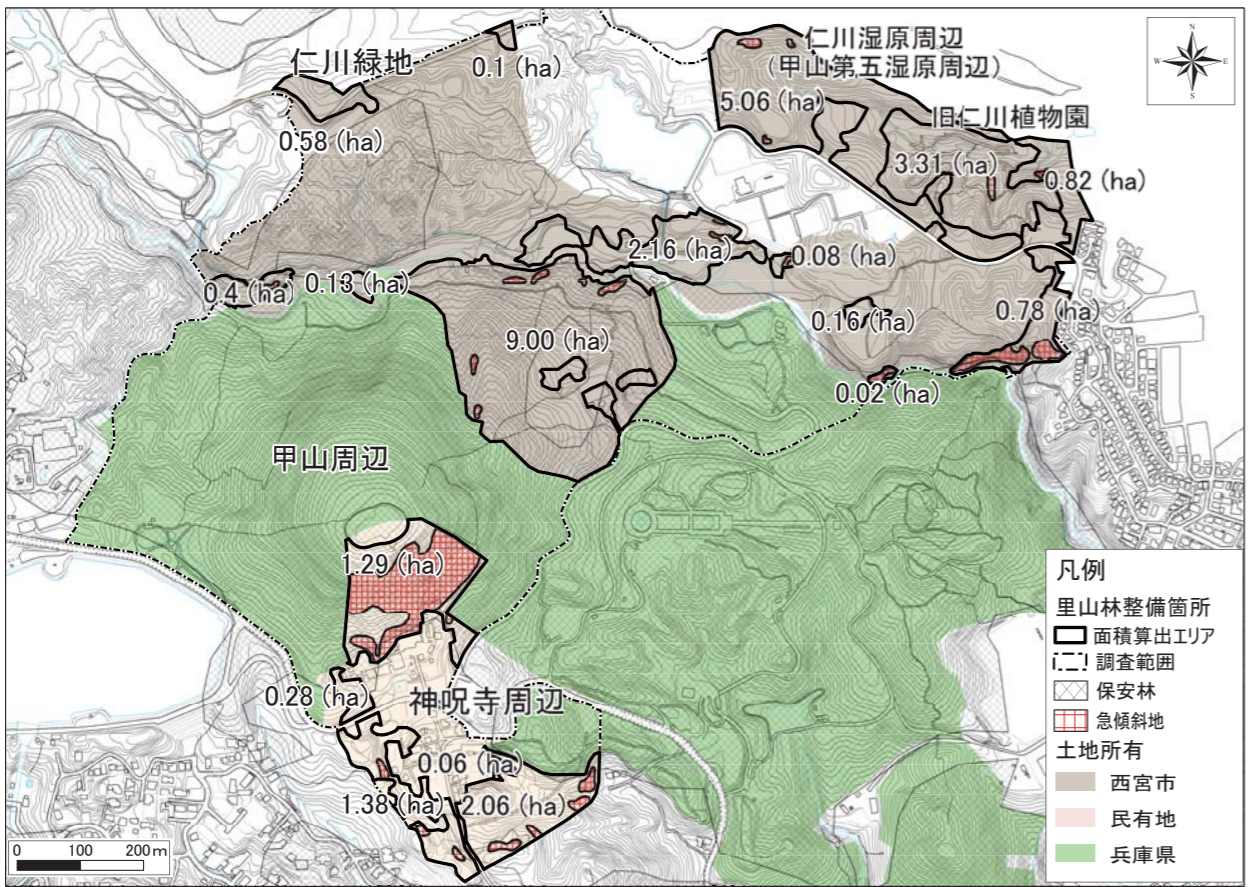 仁川緑地
0.1 (ha)
仁川湿原周辺
(甲山第五湿原周辺)
N
W
E
S
5.06 (ha)
旧仁川植物園
0.58 (ha)
3.31 (ha)
0.82 (ha)
2.16 (ha)
0.08 (ha)
0.4 (ha)
0.13 (ha)
0.16 (ha)
0.78 (ha)
9.00 (ha)
0.02 (ha)
甲山周辺
1.29 (ha)
0.28 (ha)
神呪寺周辺
0.06 (ha)
1.38 (ha)
2.06 (ha)
凡例
里山林整備箇所
面積算出エリア
調査範囲
保安林
急傾斜地
土地所有
西宮市
民有地
兵庫県
0 100 200 m